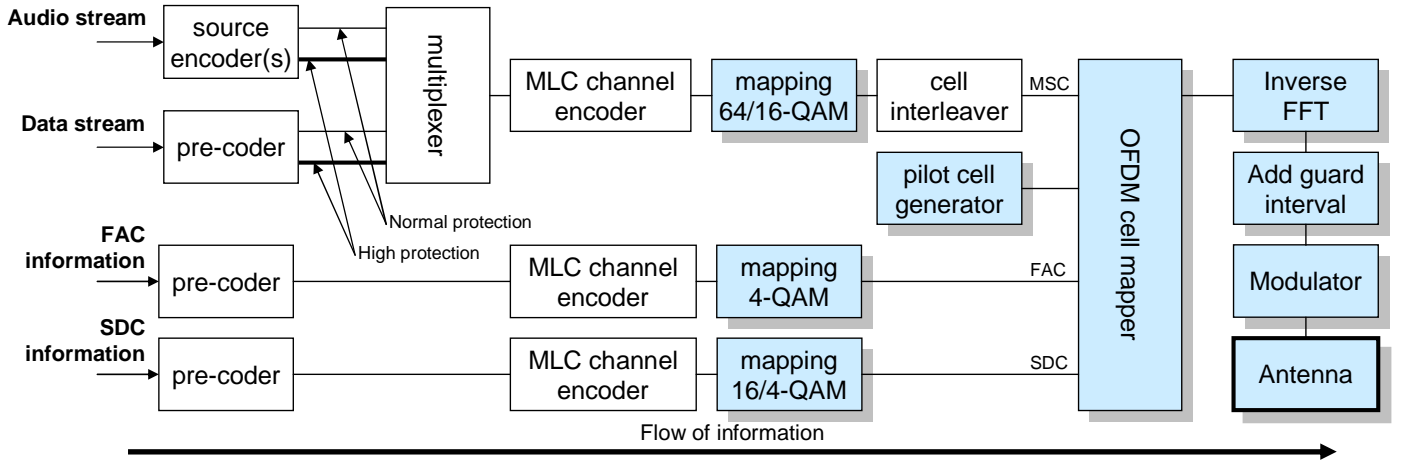 Audio stream
source
encoder(s)
Data stream
pre-coder
multiplexer
MLC channel
encoder
mapping
64/16-QAM
cell
interleaver
MSC
pilot cell
generator
OFDM cell mapper
Inverse
FFT
Add guard
interval
Modulator
Antenna
Normal protection
High protection
FAC
information
pre-coder
MLC channel
encoder
mapping
4-QAM
FAC
SDC
information
pre-coder
MLC channel
encoder
mapping
16/4-QAM
SDC
Flow of information